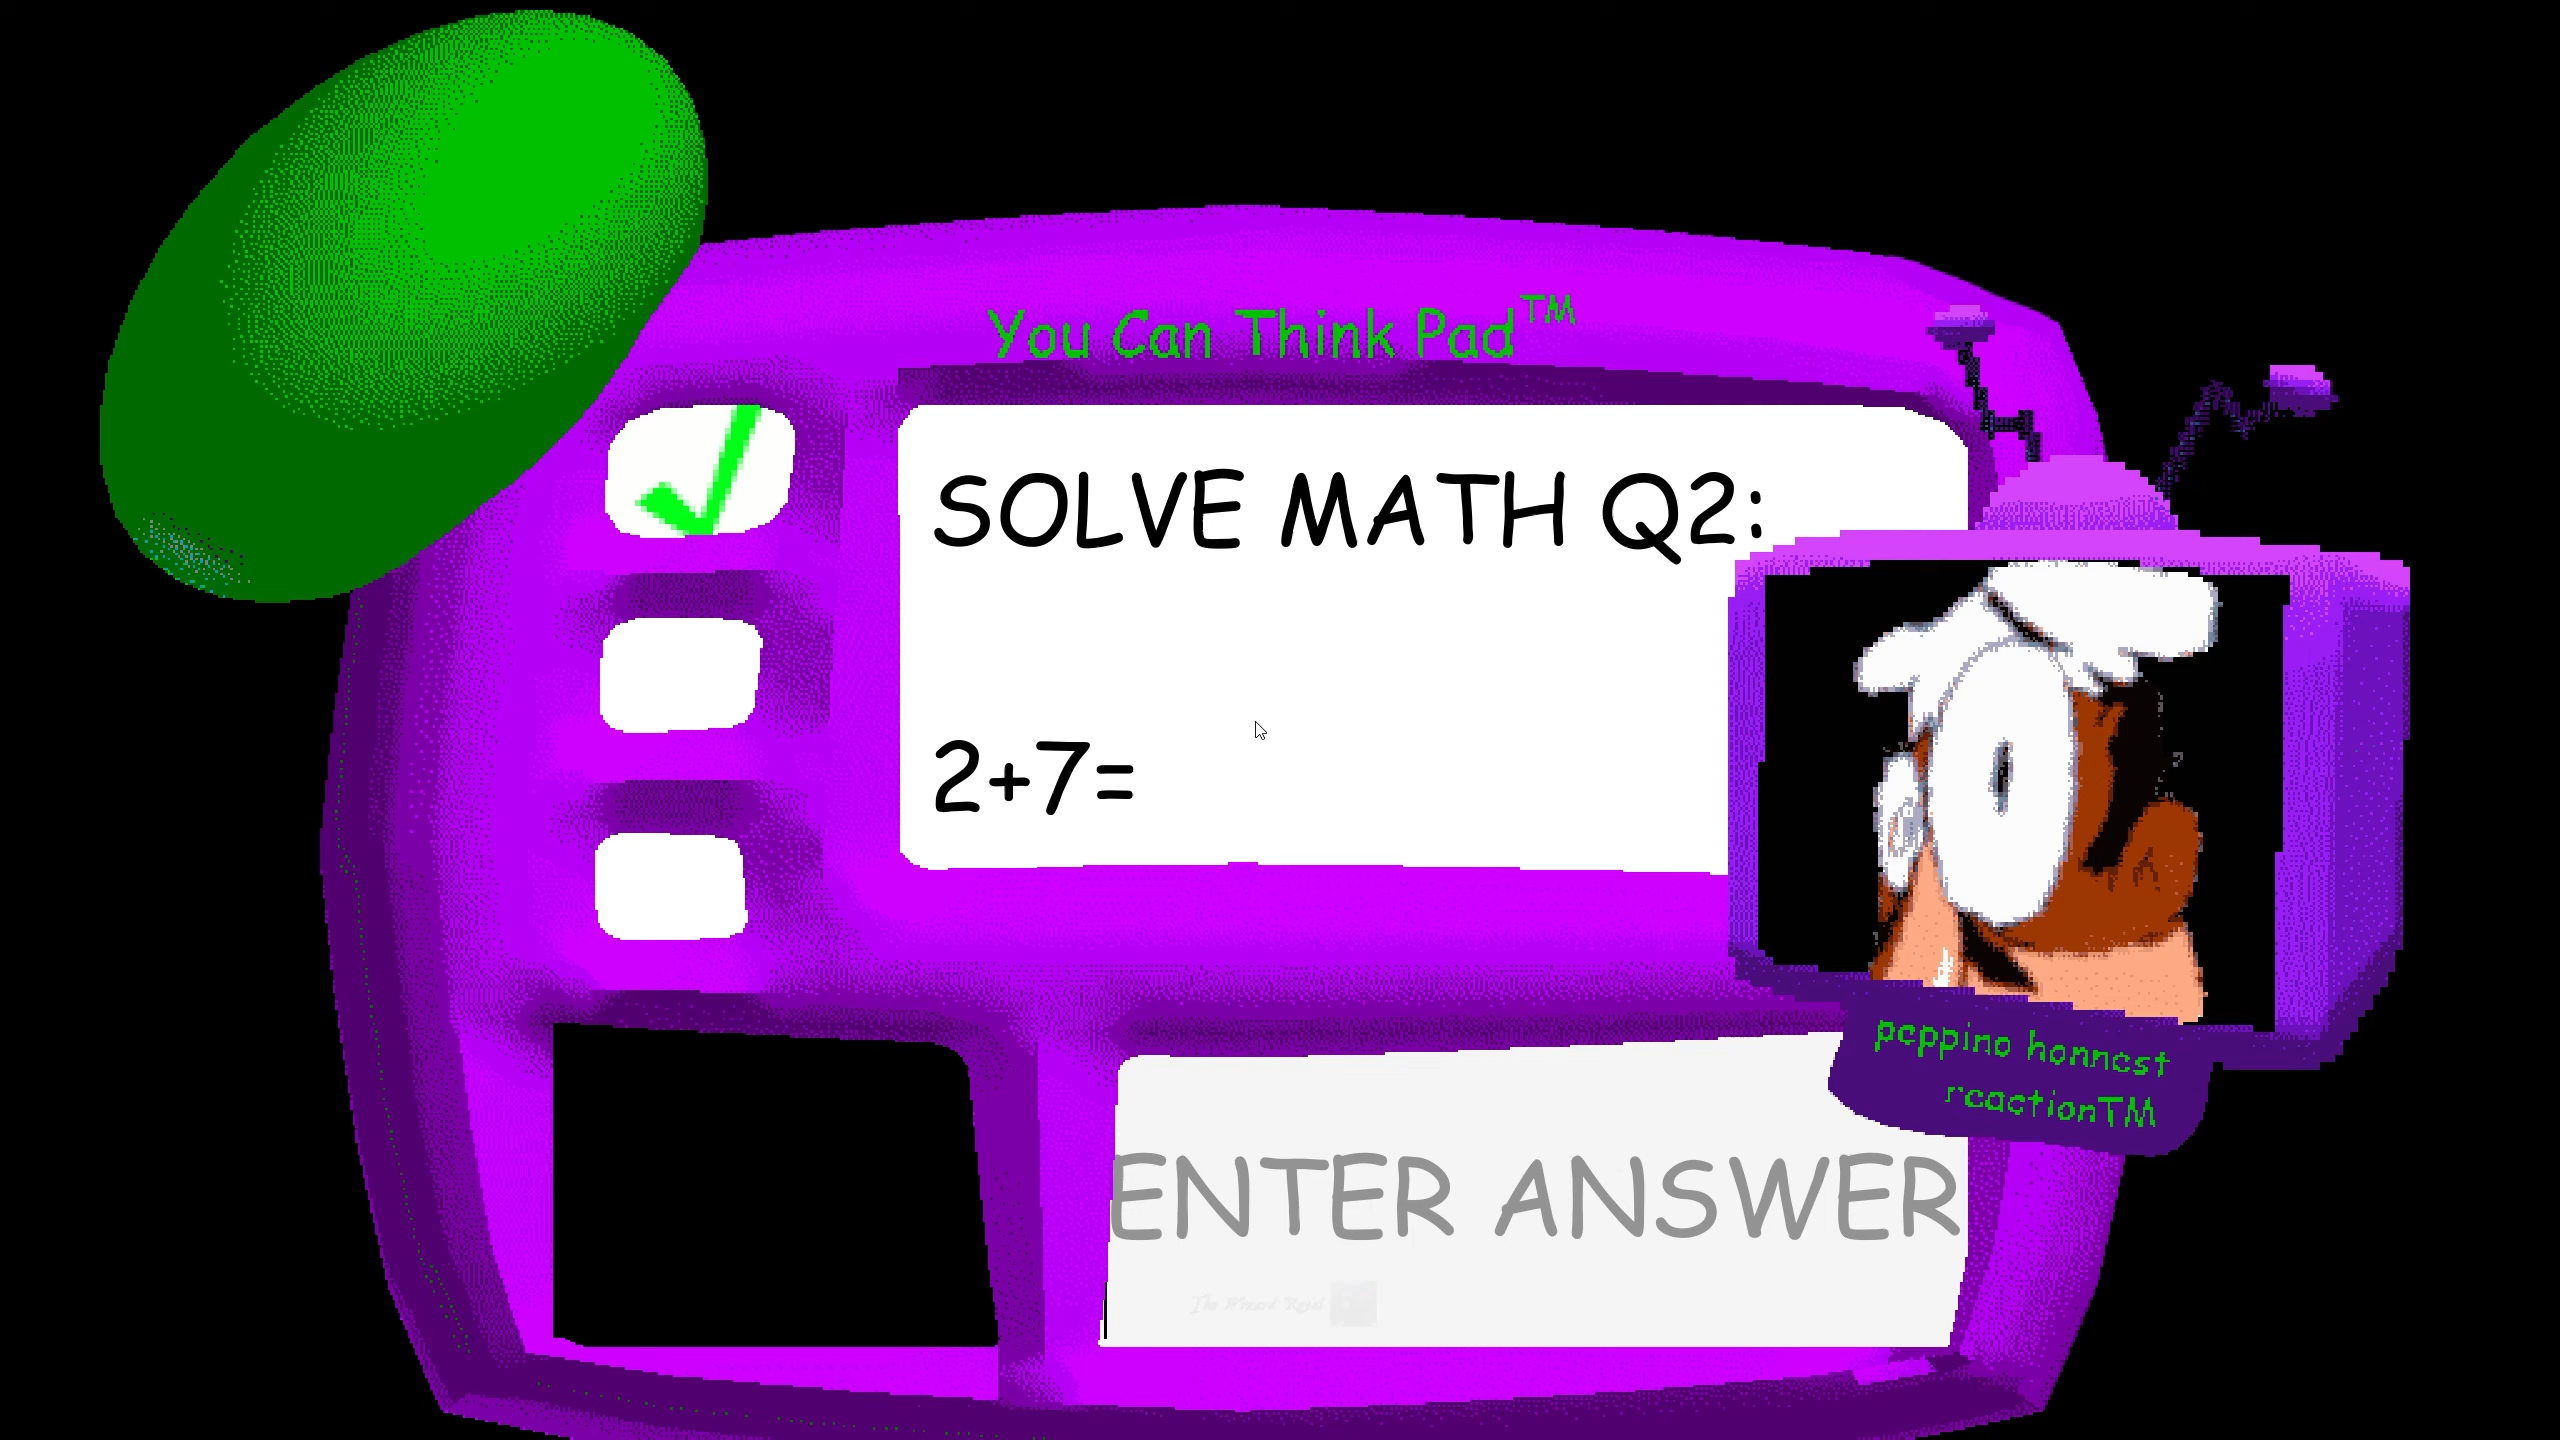 You Can Think Pad™
SOLVE MATH Q2:
2+7=
peppino honnest
reactionTM
ENTER ANSWER